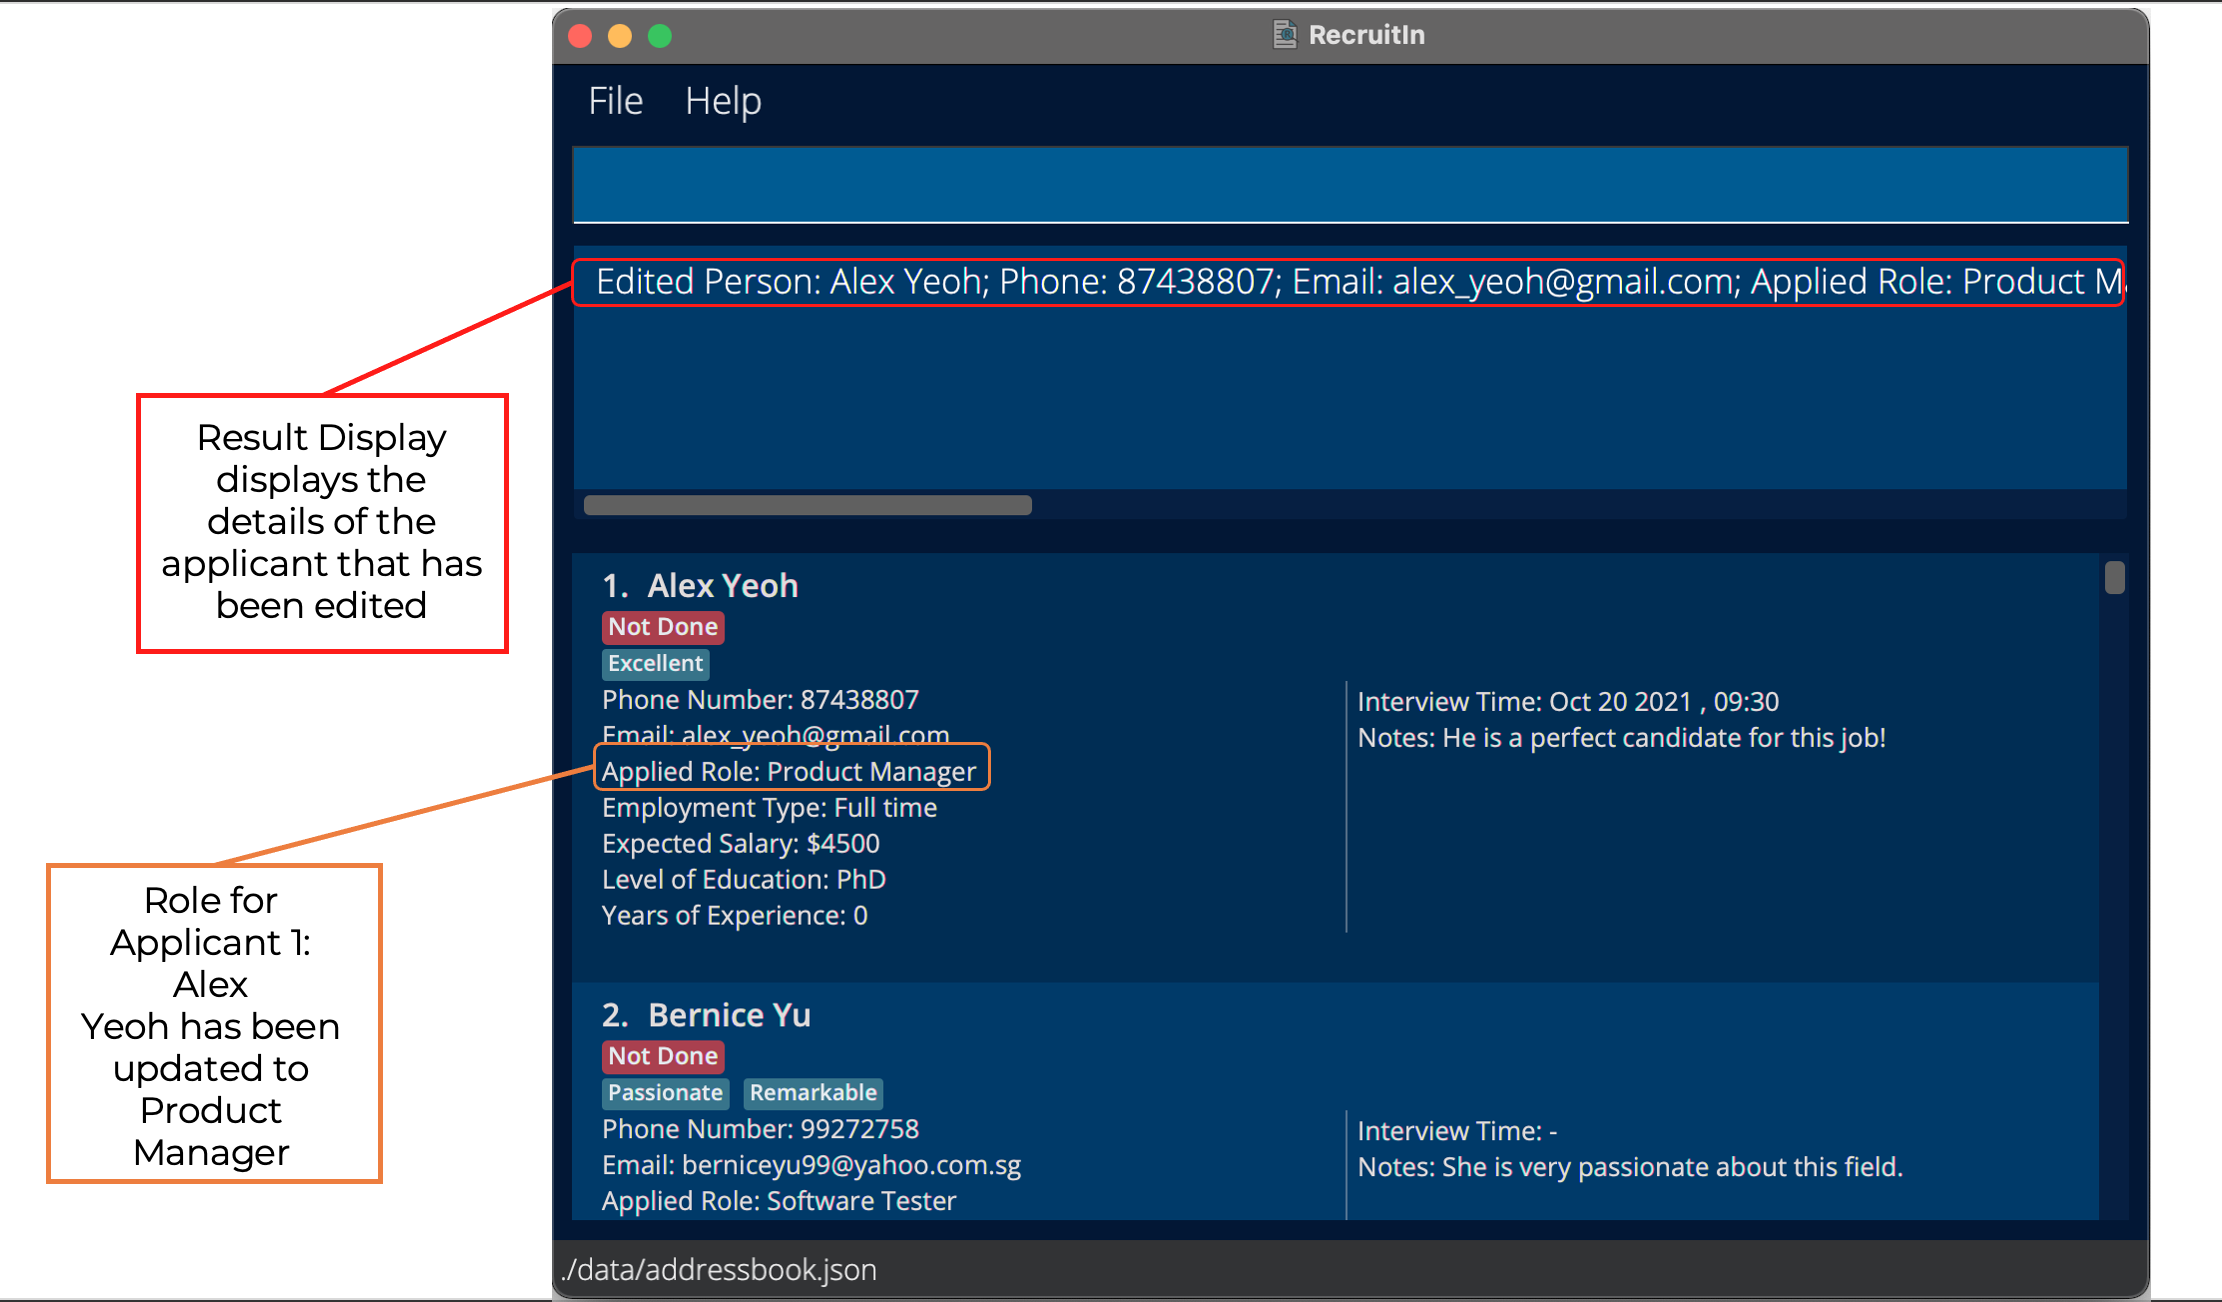 RecruitIn
File Help
Edited Person: Alex Yeoh; Phone: 87438807; Email: alex_yeoh@gmail.com; Applied Role: Product
Result Display
displays the
details of the
applicant that has
been edited
1. Alex Yeoh
Not Done
Excellent
Phone Number: 87438807
Email: alex_yeoh@gmail.com
Applied Role: Product Manager
Employment Type: Full time
Expected Salary: $4500
Level of Education: PhD
Years of Experience: 0
Interview Time: Oct 20 2021 , 09:30
Notes: He is a perfect candidate for this job!
Role for
Applicant 1:
Alex
Yeoh has been
updated to
Product
Manager
2. Bernice Yu
Not Done
Passionate Remarkable
Phone Number: 99272758
Email: berniceyu99@yahoo.com.sg
Applied Role: Software Tester
Interview Time: -
Notes: She is very passionate about this field.
./data/addressbook.json